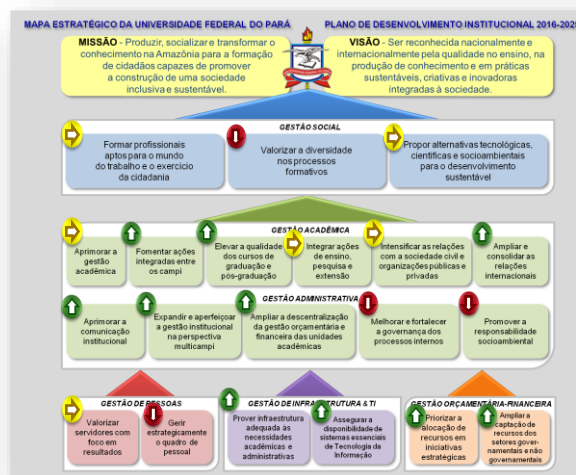 MAPA ESTRATÉGICO DA UNIVERSIDADE FEDERAL DO PARÁ
PLANO DE DESENVOLVIMENTO INSTITUCIONAL 2016-2025
MISSÃO - Produzir, socializar e transformar o
conhecimento na Amazônia para a formação
de cidadãos capazes de promover
a construção de uma sociedade
inclusiva e sustentável.
VISÃO - Ser reconhecida nacionalmente e
internacionalmente pela qualidade no ensino, na
produção de conhecimento e em práticas
sustentáveis, criativas e inovadoras
integradas à sociedade.
GESTÃO SOCIAL
Formar profissionais
aptos para o mundo
do trabalho e o exercício
da cidadania
Valorizar a diversidade
nos processos
formativos
Propor alternativas tecnológicas,
científicas e socioambientais
para o desenvolvimento
sustentável
GESTÃO ACADÊMICA
Aprimorar a
gestão
acadêmica
Fomentar ações
integradas entre
os campi
Elevar a qualidade
dos cursos de
graduação e
pós-graduação
Integrar ações
de ensino,
pesquisa e
extensão
Intensificar as relações
com a sociedade civil e
organizações públicas e
privadas
Ampliar e
consolidar as
relações
internacionais
GESTÃO ADMINISTRATIVA
Aprimorar a
comunicação
institucional
Expandir e aperfeiçoar
a gestão institucional
na perspectiva
multicampi
Ampliar a descentralização
da gestão orçamentária e
financeira das unidades
acadêmicas
Melhorar e fortalecer
a governança dos
processos internos
Promover a
responsabilidade
socioambiental
GESTÃO DE PESSOAS
Valorizar
servidores com
foco em
resultados
Gerir
estrategicamente
o quadro de
pessoal
GESTÃO DE INFRAESTRUTURA & TI
Prover infraestrutura
adequada às
necessidades
acadêmicas e
administrativas
Assegurar a
disponibilidade de
sistemas essenciais
de Tecnologia da
Informação
GESTÃO ORÇAMENTÁRIA-FINANCEIRA
Priorizar a
alocação de
recursos em
iniciativas
estratégicas
Ampliar a
captação de
recursos dos
setores gover-
namentais e não
governamentais